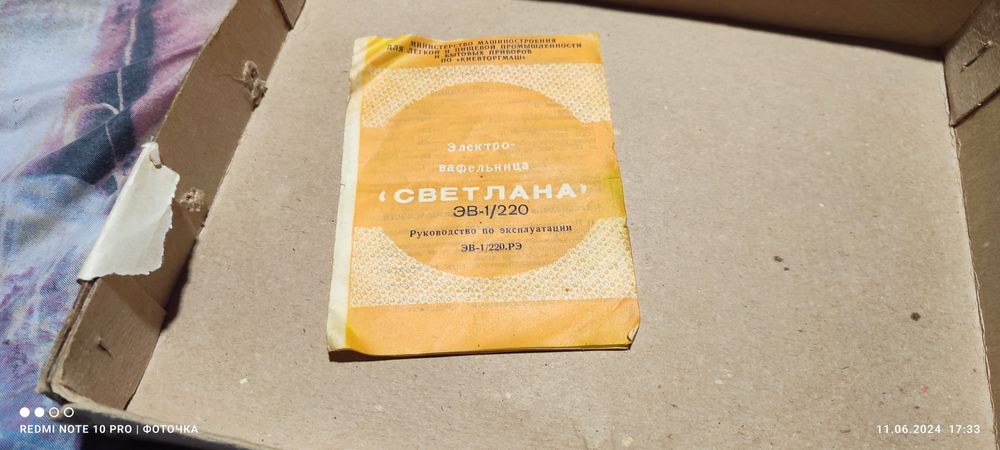 МИНИСТЕРСТВО МАШИНОСТРОЕНИЯ
ДЛЯ ЛЕГКОЙ И ПИЩЕВОЙ ПРОМЫШЛЕННОСТИ
И БЫТОВЫХ ПРИБОРОВ
ПО «КИЕВТОРГМАШ»
Электро-
вафельница
«СВЕТЛАНА»
ЭВ-1/220
Руководство по эксплуатации
ЭВ-1/220.РЭ
REDMI NOTE 10 PRO | ФОТОЧКА
11.06.2024 17:33